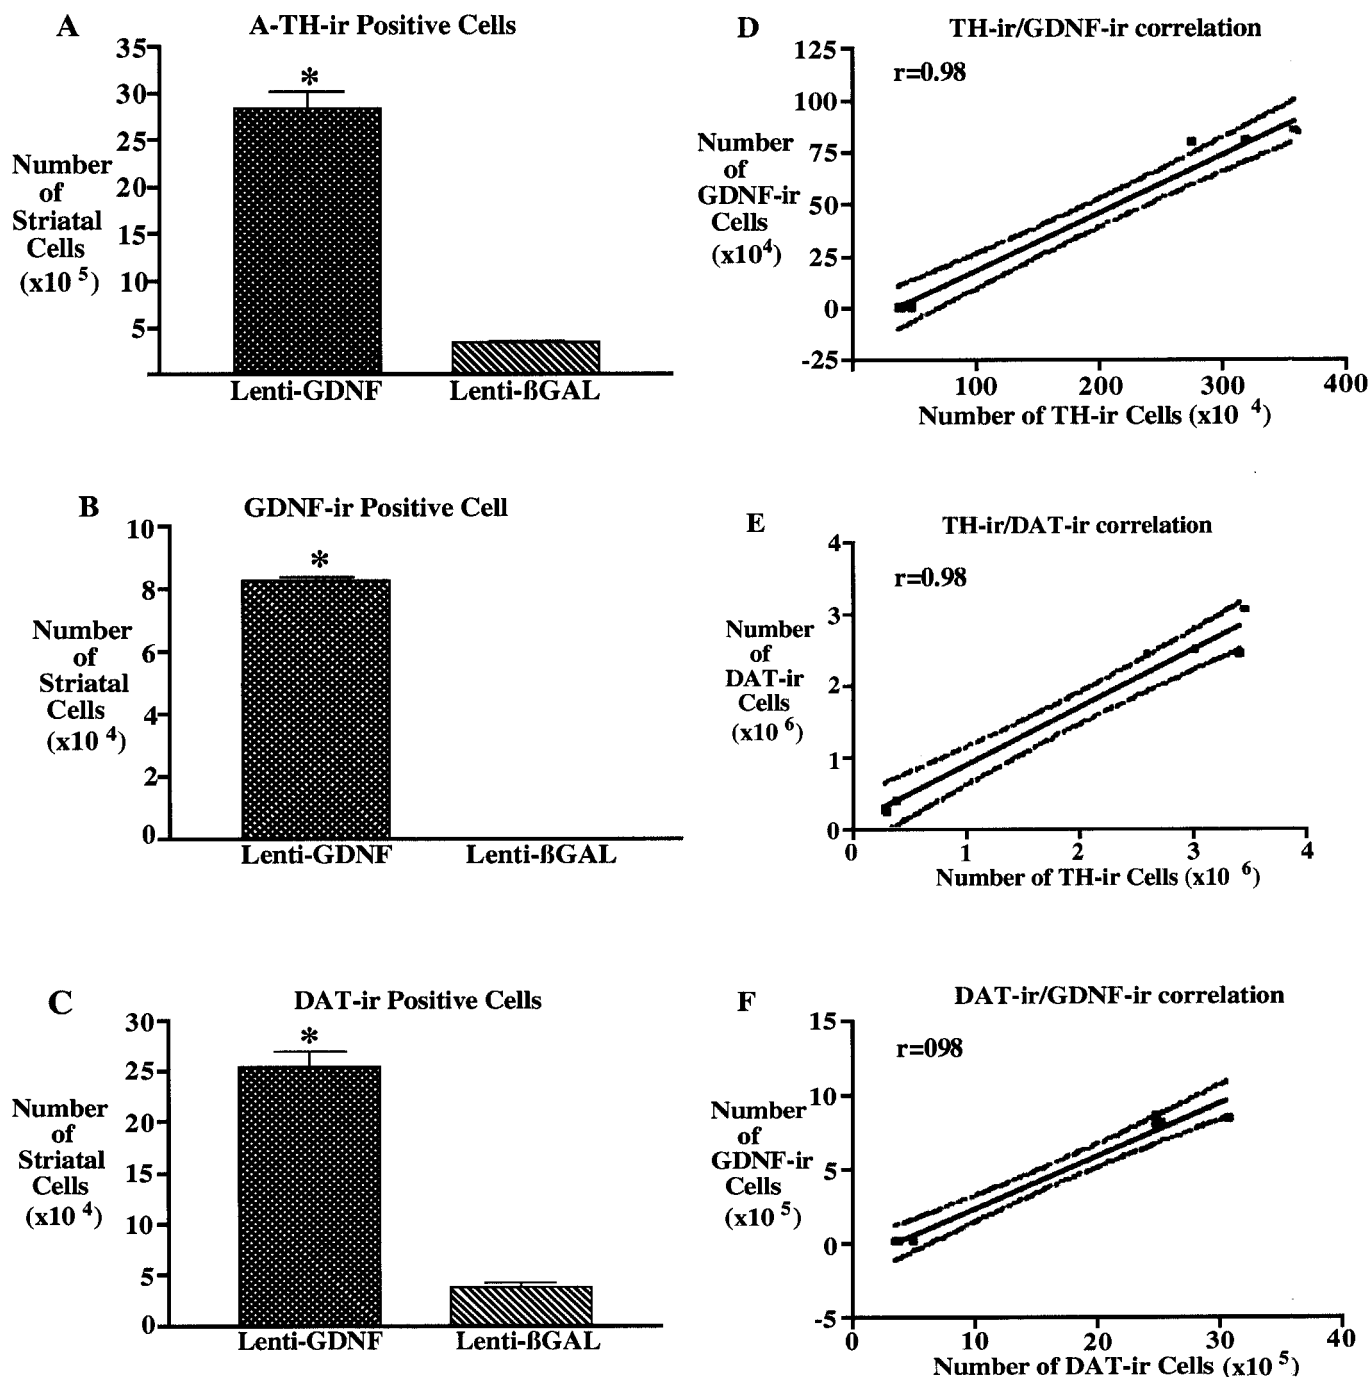 A
A-TH-ir Positive Cells
35
30
25
20
15
10
5
*
Number
of
Striatal
Cells
(x10 5)
Lenti-GDNF
Lenti-ßGAL
B
GDNF-ir Positive Cell
10
8
6
4
2
0
*
Number
of
Striatal
Cells
(x10 4)
Lenti-GDNF
Lenti-ßGAL
C
DAT-ir Positive Cells
30
25
20
15
10
5
0
*
Number
of
Striatal
Cells
(x10 4)
Lenti-GDNF
Lenti-ßGAL
D
TH-ir/GDNF-ir correlation
r=0.98
125
100
75
50
25
0
-25
Number
of
GDNF-ir
Cells
(x10 4)
100 200 300 400
Number of TH-ir Cells (x10 4)
E
TH-ir/DAT-ir correlation
r=0.98
4
3
2
1
0
Number
of
DAT-ir
Cells
(x10 6)
0 1 2 3 4
Number of TH-ir Cells (x10 6)
F
DAT-ir/GDNF-ir correlation
r=098
15
10
5
0
-5
Number
of
GDNF-ir
Cells
(x10 5)
0 10 20 30 40
Number of DAT-ir Cells (x10 5)